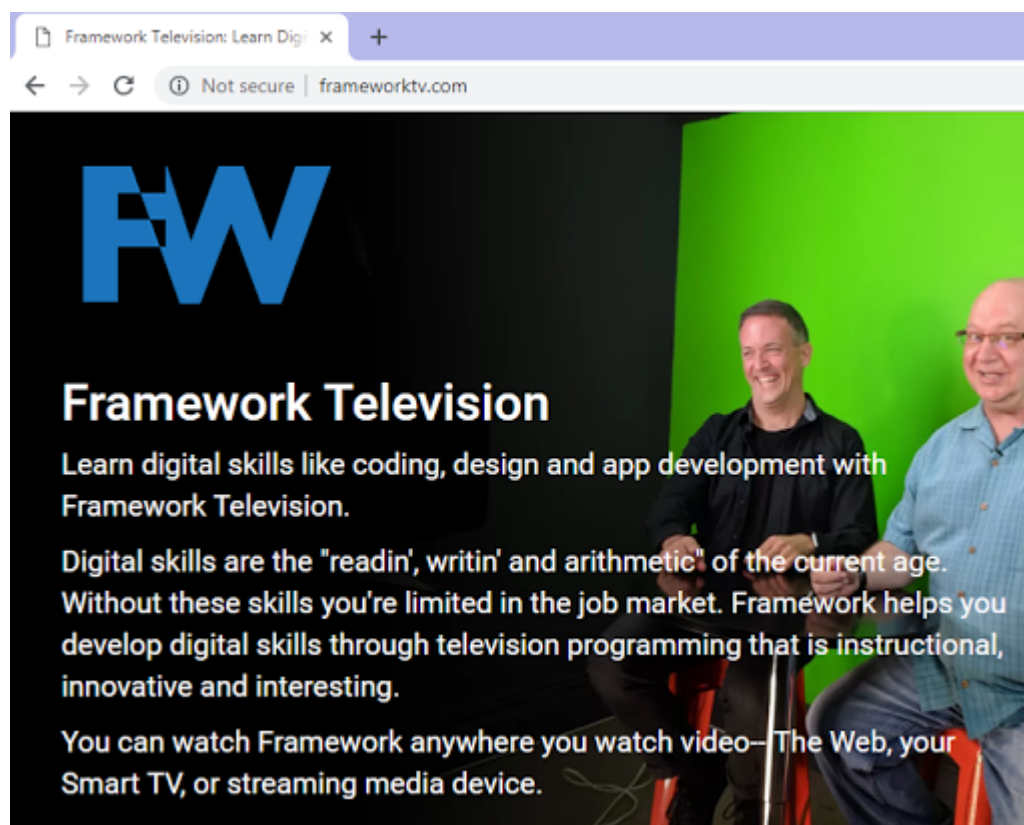 Framework Television: Learn Digi
Not secure | frameworktv.com
FW
Framework Television
Learn digital skills like coding, design and app development with
Framework Television.
Digital skills are the "readin', writin' and arithmetic" of the current age.
Without these skills you're limited in the job market. Framework helps you
develop digital skills through television programming that is instructional,
innovative and interesting.
You can watch Framework anywhere you watch video--The Web, your
Smart TV, or streaming media device.